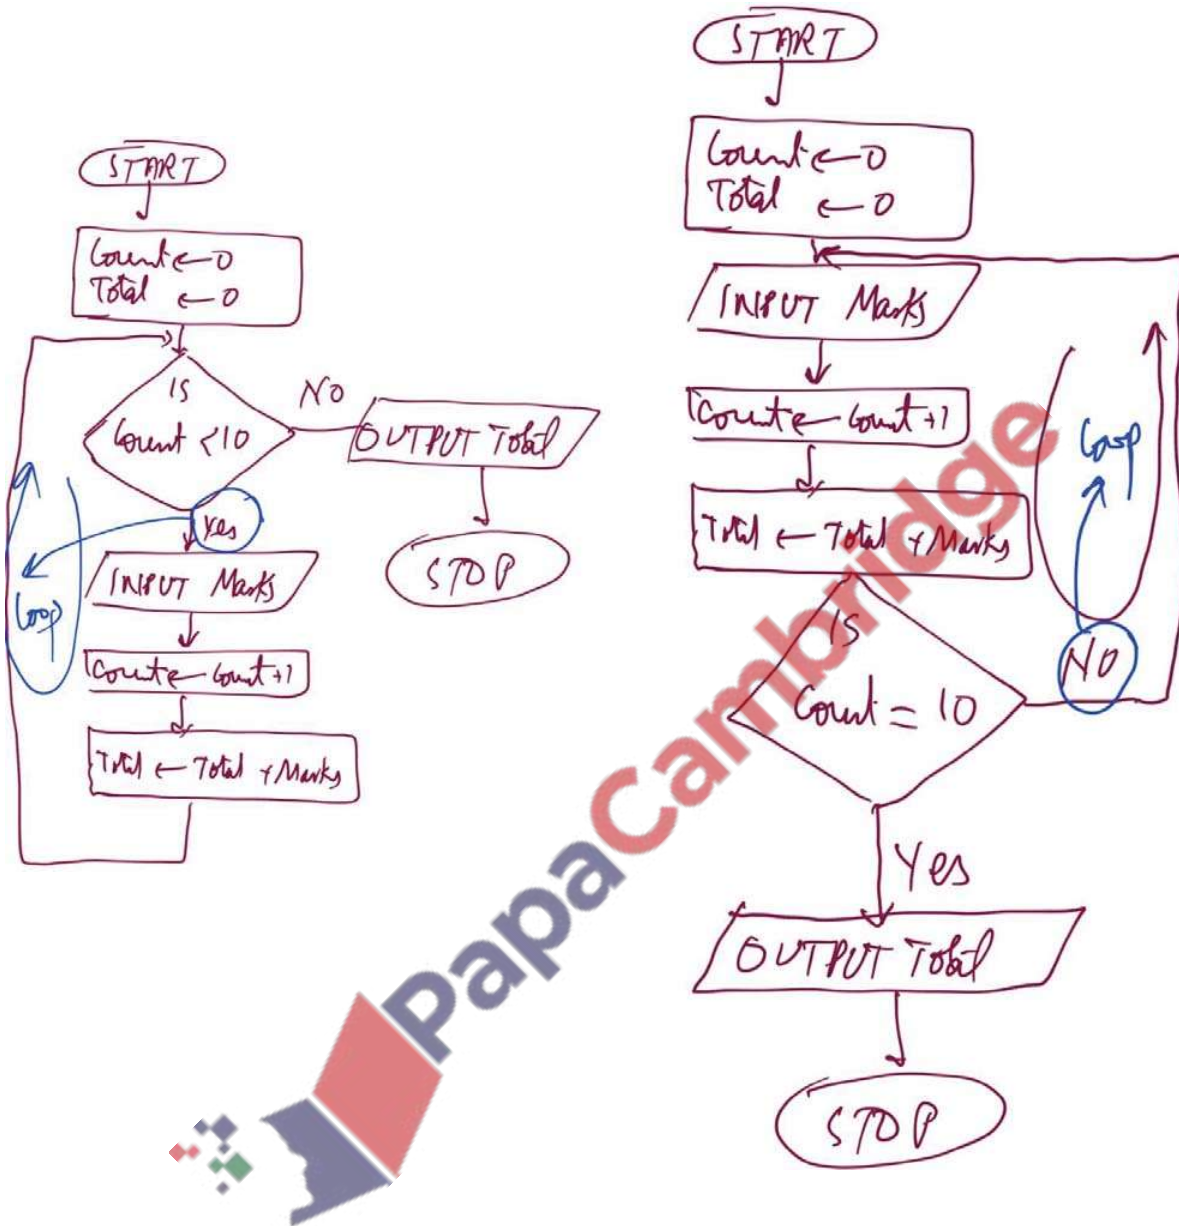 START
Count ← 0
Total ← 0
IS
Count < 10
NO
OUTPUT Total
STOP
Yes
Loop
INPUT Marks
Count ← Count + 1
Total ← Total + Marks
START
Count ← 0
Total ← 0
INPUT Marks
Count ← Count + 1
Total ← Total + Marks
Loop
IS
Count = 10
NO
Yes
OUTPUT Total
STOP
PapaCambridge